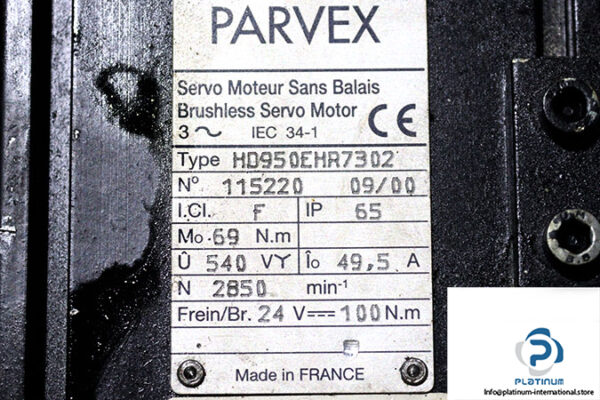 PARVEX
Servo Moteur Sans Balais
Brushless Servo Motor
3 ~ IEC 34-1 CE
Type HD950EHR7302
Nº 115220 09/00
I.Cl. F IP 65
Mo 69 N.m
Û 540 VY Îo 49,5 A
N 2850 min⁻¹
Frein/Br. 24 V 100 N.m
Made in FRANCE
PLATINUM
Info@platinum-international.store